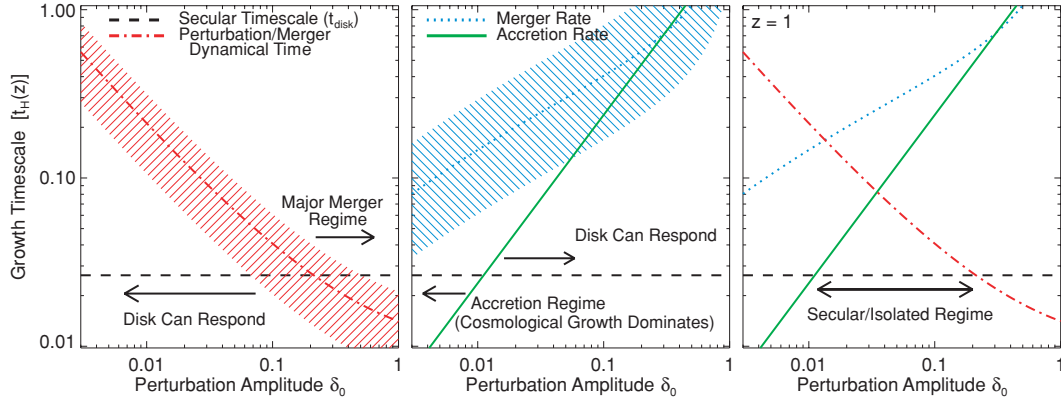 Growth Timescale [t_H(z)]
1.00
0.10
0.01
Secular Timescale (t_disk)
Perturbation/Merger
Dynamical Time
Major Merger
Regime
Disk Can Respond
0.01
0.1
1
Perturbation Amplitude δ_0
Merger Rate
Accretion Rate
Disk Can Respond
Accretion Regime
(Cosmological Growth Dominates)
0.01
0.1
1
Perturbation Amplitude δ_0
z = 1
Secular/Isolated Regime
0.01
0.1
1
Perturbation Amplitude δ_0